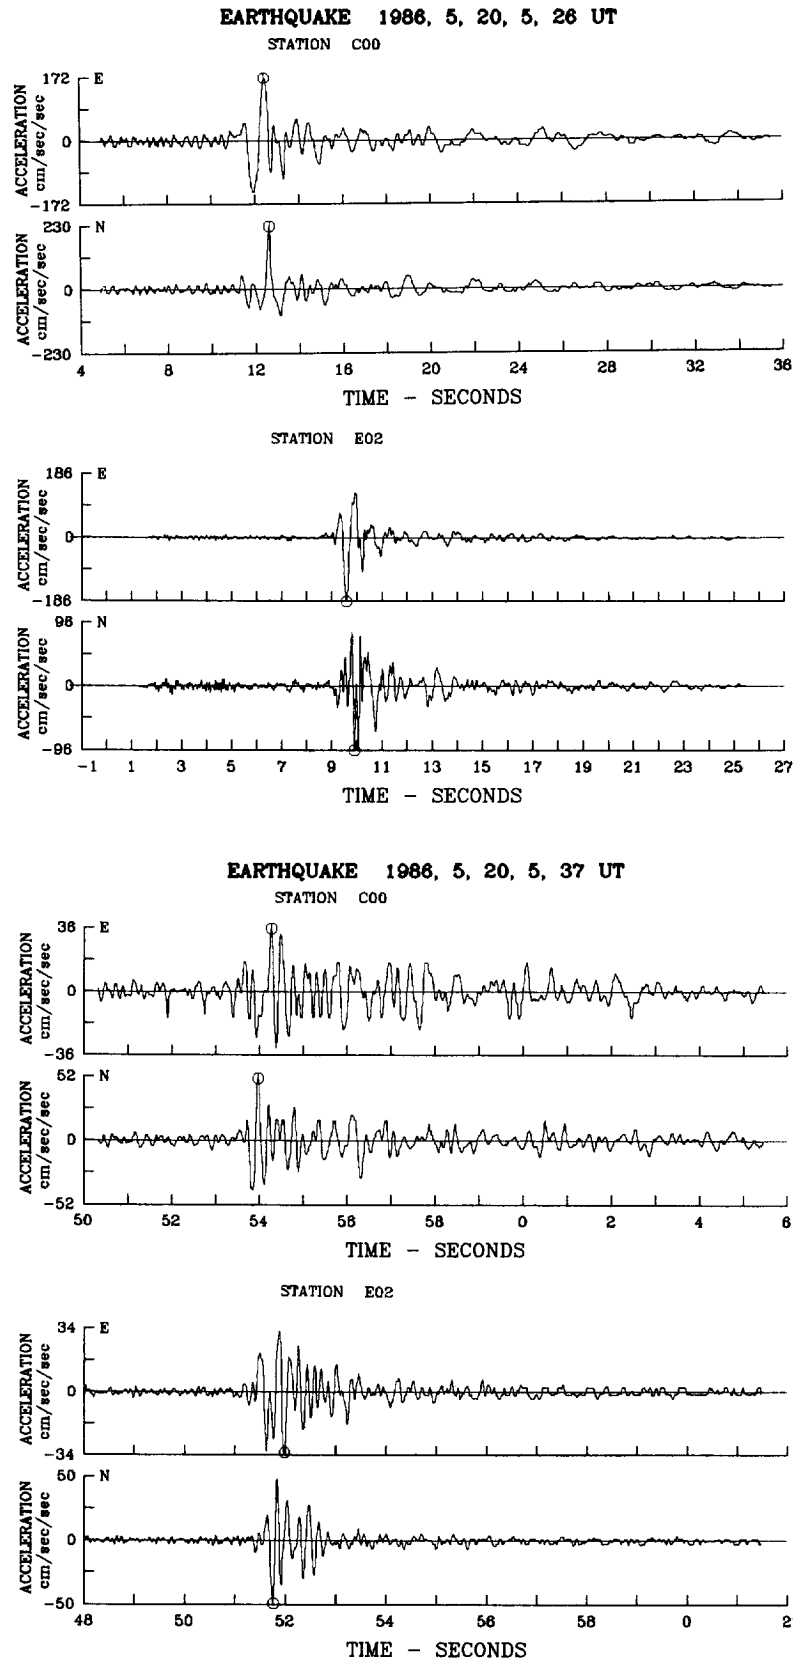 EARTHQUAKE 1986, 5, 20, 5, 26 UT
STATION C00
ACCELERATION
cm/sec/sec
172
0
-172
E
ACCELERATION
cm/sec/sec
230
0
-230
N
4 8 12 16 20 24 28 32 36
TIME - SECONDS
STATION E02
ACCELERATION
cm/sec/sec
186
0
-186
E
ACCELERATION
cm/sec/sec
96
0
-96
N
-1 1 3 5 7 9 11 13 15 17 19 21 23 25 27
TIME - SECONDS
EARTHQUAKE 1986, 5, 20, 5, 37 UT
STATION C00
ACCELERATION
cm/sec/sec
36
0
-36
E
ACCELERATION
cm/sec/sec
52
0
-52
N
50 52 54 56 58 0 2 4 6
TIME - SECONDS
STATION E02
ACCELERATION
cm/sec/sec
34
0
-34
E
ACCELERATION
cm/sec/sec
50
0
-50
N
48 50 52 54 56 58 0 2
TIME - SECONDS